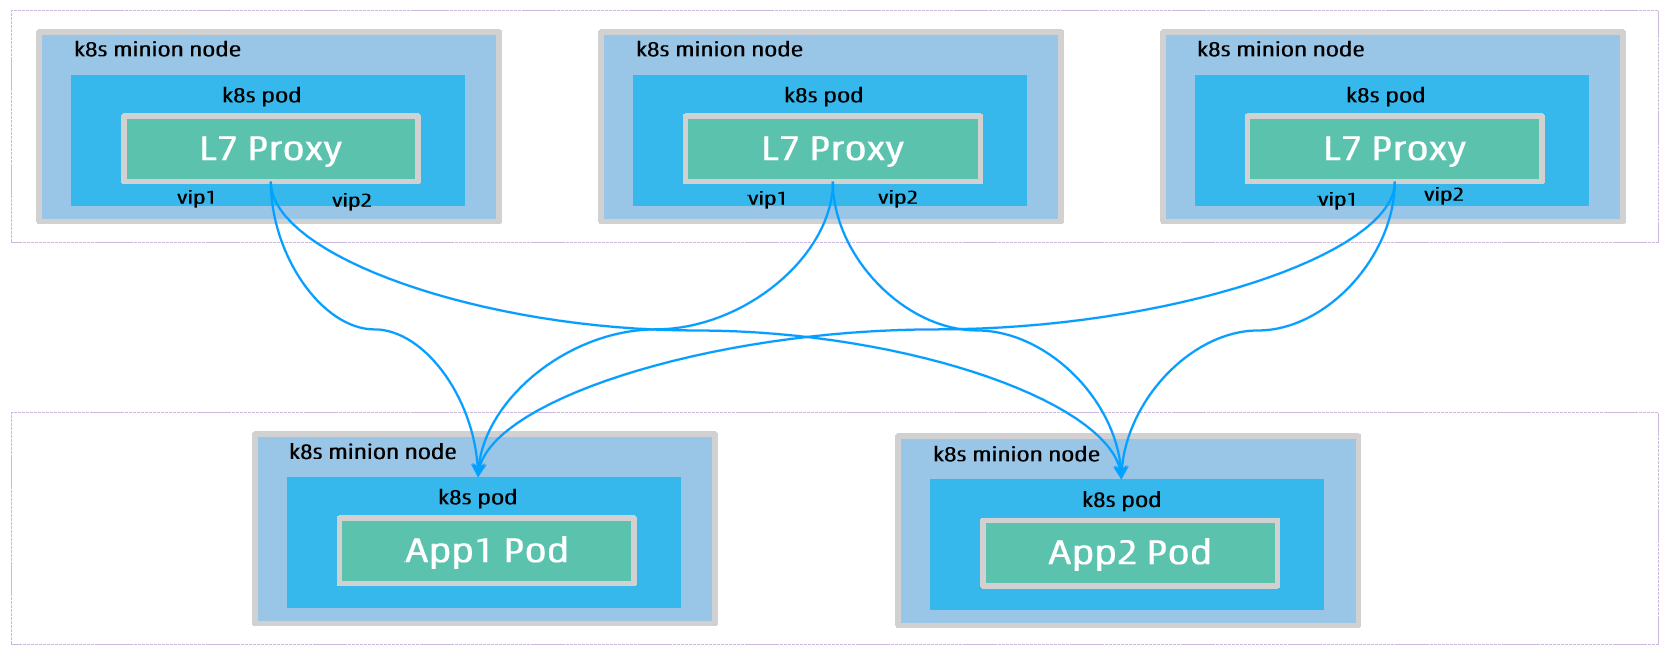 k8s minion node
k8s pod
L7 Proxy
vip1
vip2
k8s minion node
k8s pod
L7 Proxy
vip1
vip2
k8s minion node
k8s pod
L7 Proxy
vip1
vip2
k8s minion node
k8s pod
App1 Pod
k8s minion node
k8s pod
App2 Pod